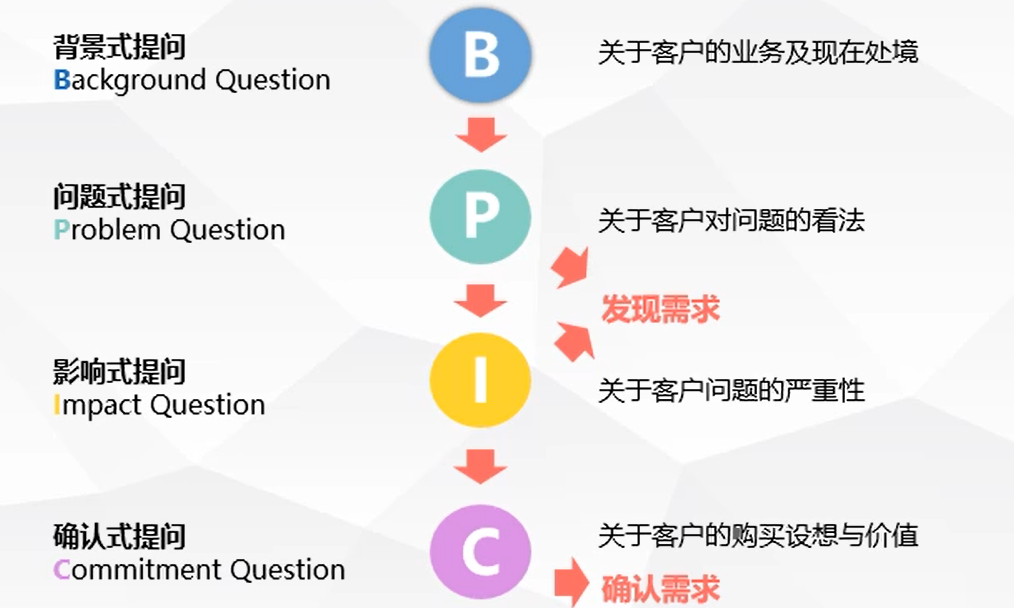 背景式提问
Background Question
B
关于客户的业务及现在处境
问题式提问
Problem Question
P
关于客户对问题的看法
发现需求
影响式提问
Impact Question
I
关于客户问题的严重性
确认式提问
Commitment Question
C
关于客户的购买设想与价值
确认需求